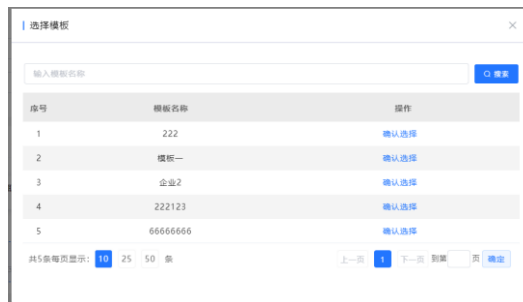 选择模板
输入模板名称 搜索
序号 模板名称 操作
1 222 确认选择
2 模板一 确认选择
3 企业2 确认选择
4 222123 确认选择
5 66666666 确认选择
共5条每页显示: 10 25 50 条 上一页 1 下一页 到第 页 确定